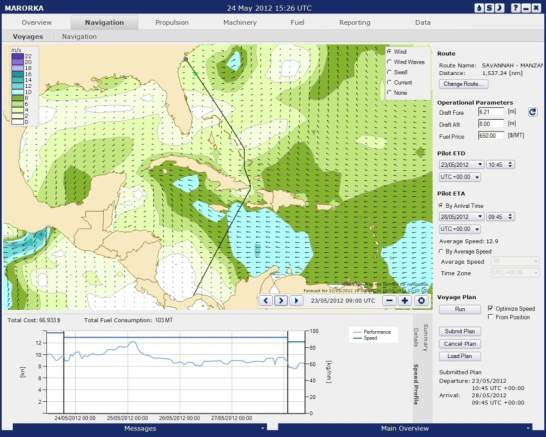 MARORKA
24 May 2012 15:26 UTC
Overview Navigation Propulsion Machinery Fuel Reporting Data
Voyages Navigation
m/s
22
20
18
16
14
12
10
8
6
4
2
0
Wind
Wind Waves
Swell
Current
None
23/05/2012 09:00 UTC
Route
Route Name: SAVANNAH - MANZAN
Distance: 1,537.24 [nm]
Change Route...
Operational Parameters
Draft Fore 6.21 [m]
Draft Aft 8.00 [m]
Fuel Price 650.00 [$/MT]
Pilot ETD
23/05/2012 10:45
UTC +00:00
Pilot ETA
By Arrival Time
28/05/2012 09:45
UTC +00:00
Average Speed: 12.9
By Average Speed
Average Speed
Time Zone UTC +00:00
Voyage Plan
Run Optimize Speed
From Position
Submit Plan
Cancel Plan
Load Plan
Submitted Plan
Departure: 23/05/2012
10:45 UTC +00:00
Arrival: 28/05/2012
09:45 UTC +00:00
Total Cost: 66,933 $ Total Fuel Consumption: 103 MT
12
10
8
6
4
2
[kn]
100
80
60
40
20
0
[kg/nm]
24/05/2012 00:00 25/05/2012 00:00 26/05/2012 00:00 27/05/2012 00:00
Performance
Speed
Summary
Details
Speed Profile
Messages Main Overview